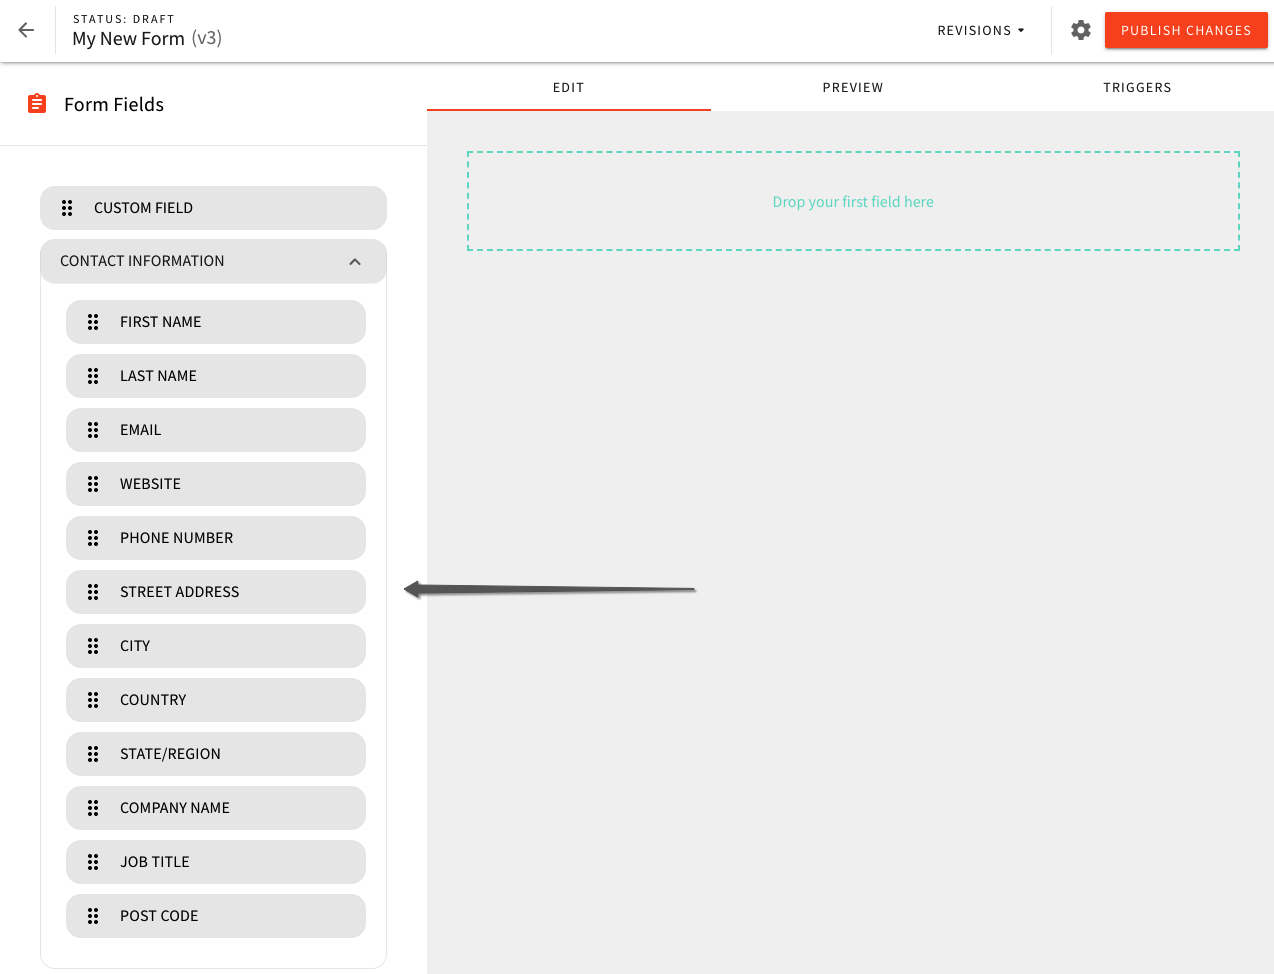 STATUS: DRAFT
My New Form (v3)
REVISIONS
PUBLISH CHANGES
Form Fields
EDIT
PREVIEW
TRIGGERS
CUSTOM FIELD
CONTACT INFORMATION
FIRST NAME
LAST NAME
EMAIL
WEBSITE
PHONE NUMBER
STREET ADDRESS
CITY
COUNTRY
STATE/REGION
COMPANY NAME
JOB TITLE
POST CODE
Drop your first field here